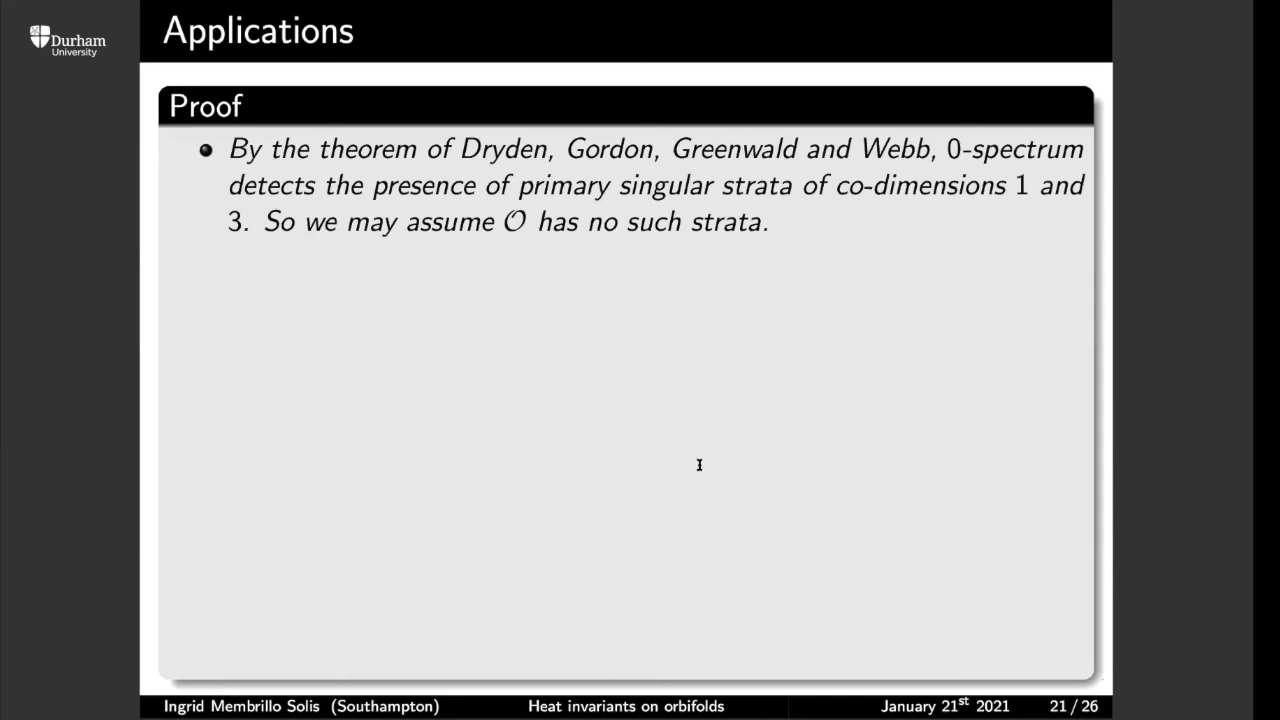 Durham
University
Applications
Proof
By the theorem of Dryden, Gordon, Greenwald and Webb, 0-spectrum
detects the presence of primary singular strata of co-dimensions 1 and
3. So we may assume 𝒪 has no such strata.
Ingrid Membrillo Solis (Southampton) Heat invariants on orbifolds January 21st 2021 21 / 26